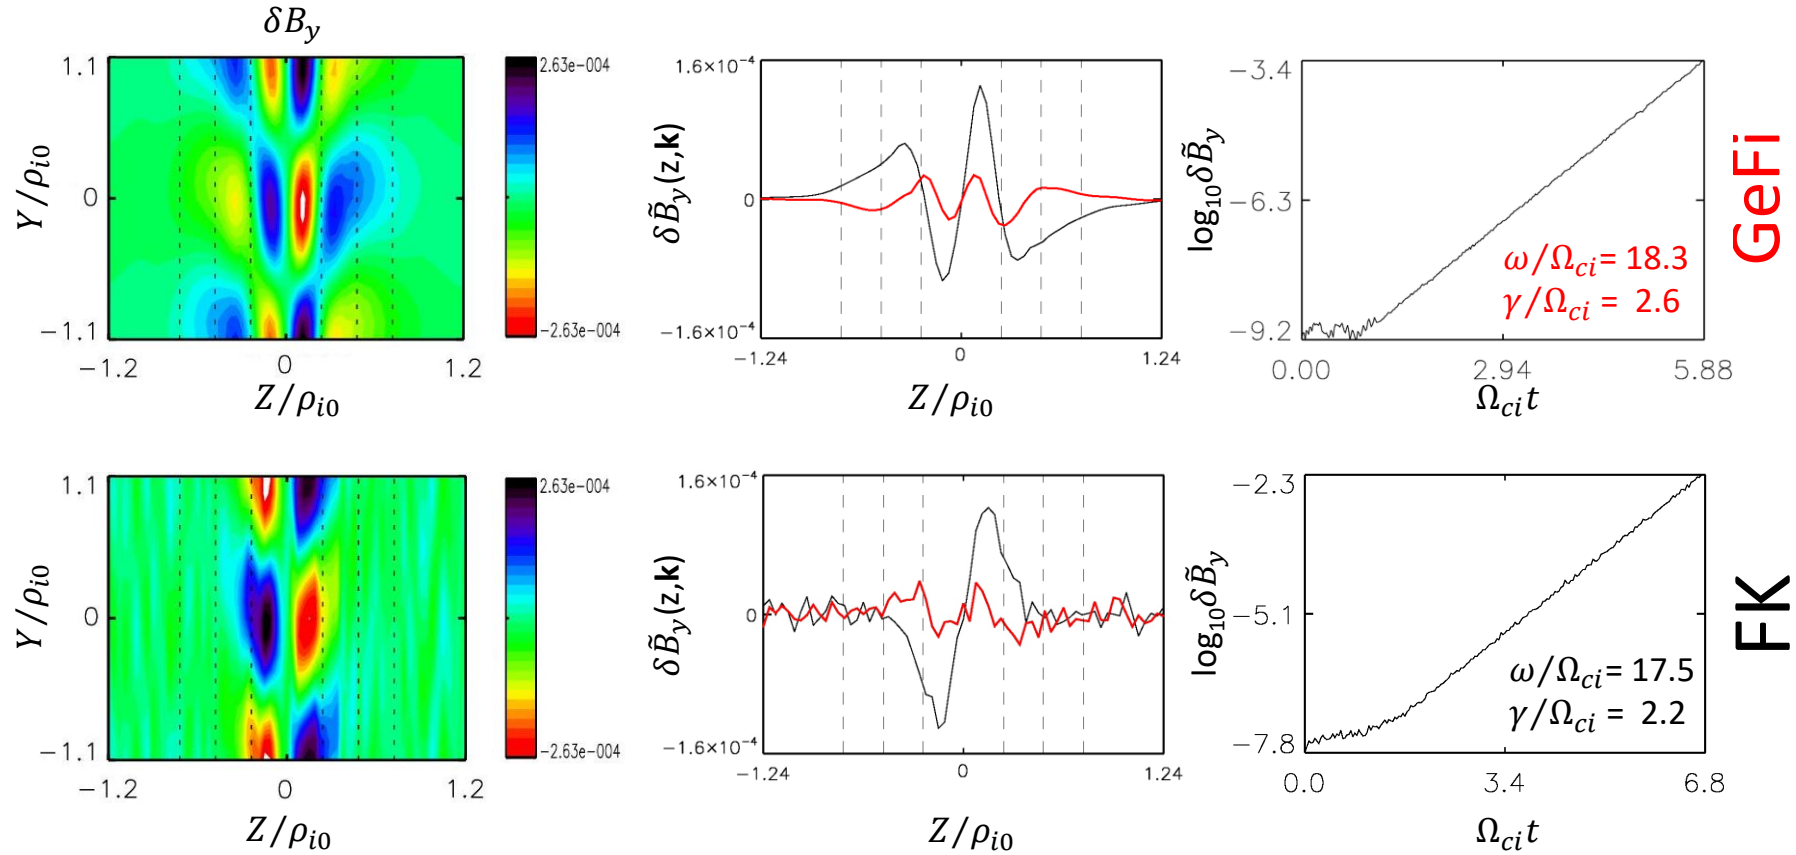 δB_y
1.1
0
−1.1
Y/ρ_i0
−1.2
0
1.2
Z/ρ_i0
2.63e−004
−2.63e−004
1.6×10⁻⁴
0
−1.6×10⁻⁴
δB̃_y(z,k)
−1.24
0
1.24
Z/ρ_i0
−3.4
−6.3
−9.2
log₁₀δB̃_y
ω/Ω_ci= 18.3
γ/Ω_ci = 2.6
0.00
2.94
5.88
Ω_ci t
GeFi
1.1
0
−1.1
Y/ρ_i0
−1.2
0
1.2
Z/ρ_i0
2.63e−004
−2.63e−004
1.6×10⁻⁴
0
−1.6×10⁻⁴
δB̃_y(z,k)
−1.24
0
1.24
Z/ρ_i0
−2.3
−5.1
−7.8
log₁₀δB̃_y
ω/Ω_ci= 17.5
γ/Ω_ci = 2.2
0.0
3.4
6.8
Ω_ci t
FK